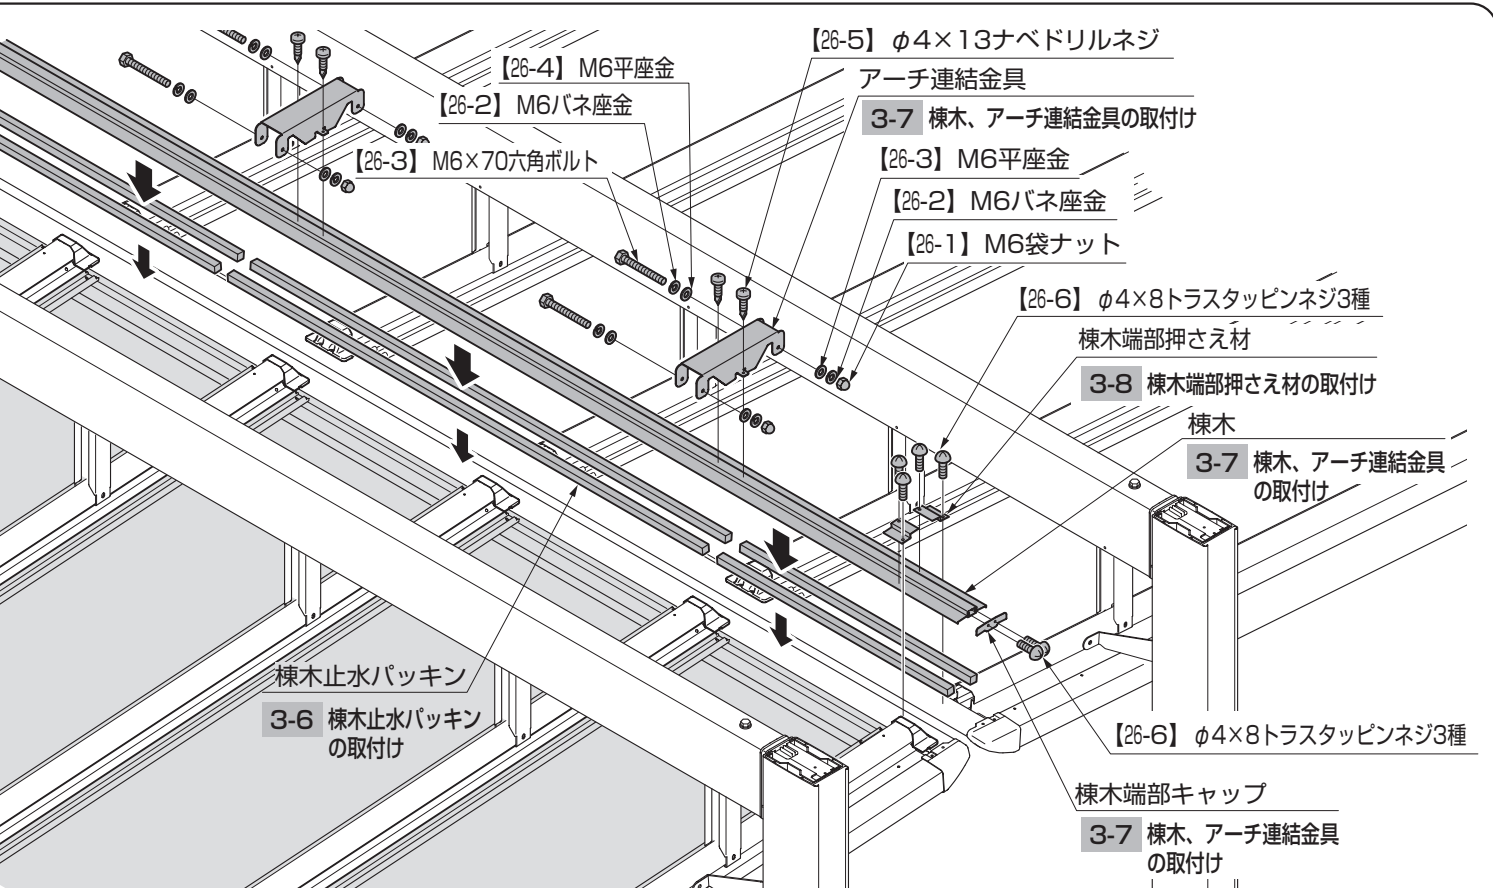 【26-5】φ4×13ナベドリルネジ
【26-4】M6平座金
アーチ連結金具
【26-2】M6バネ座金
3-7 棟木、アーチ連結金具の取付け
【26-3】M6×70六角ボルト
【26-3】M6平座金
【26-2】M6バネ座金
【26-1】M6袋ナット
【26-6】φ4×8トラスタッピンネジ3種
棟木端部押さえ材
3-8 棟木端部押さえ材の取付け
棟木
3-7 棟木、アーチ連結金具
の取付け
棟木止水パッキン
3-6 棟木止水パッキン
の取付け
【26-6】φ4×8トラスタッピンネジ3種
棟木端部キャップ
3-7 棟木、アーチ連結金具
の取付け